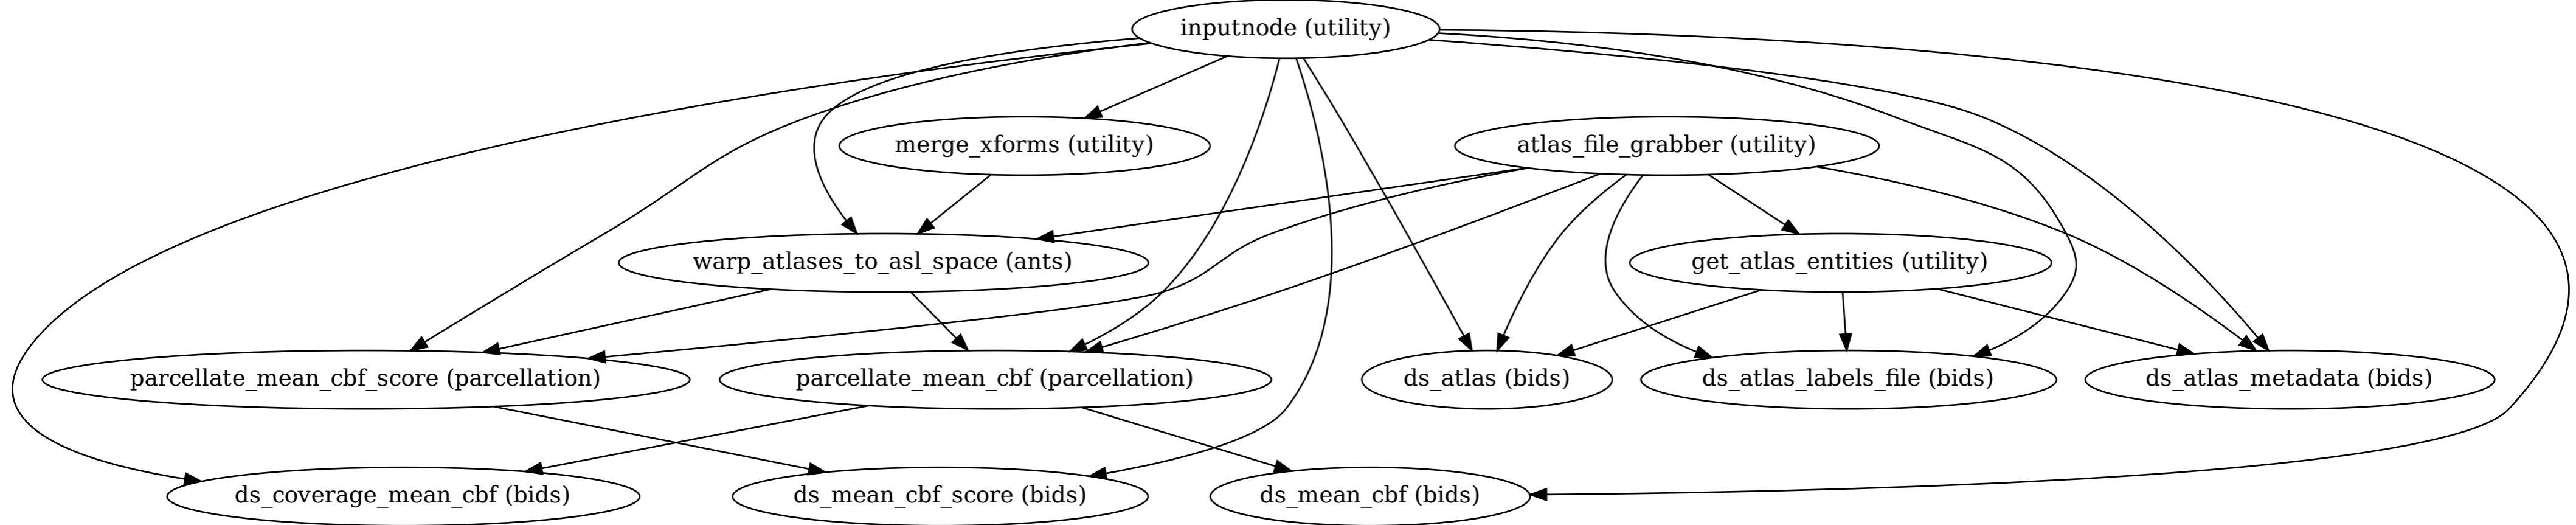 inputnode (utility)
merge_xforms (utility)
atlas_file_grabber (utility)
warp_atlases_to_asl_space (ants)
get_atlas_entities (utility)
parcellate_mean_cbf_score (parcellation)
parcellate_mean_cbf (parcellation)
ds_atlas (bids)
ds_atlas_labels_file (bids)
ds_atlas_metadata (bids)
ds_coverage_mean_cbf (bids)
ds_mean_cbf_score (bids)
ds_mean_cbf (bids)